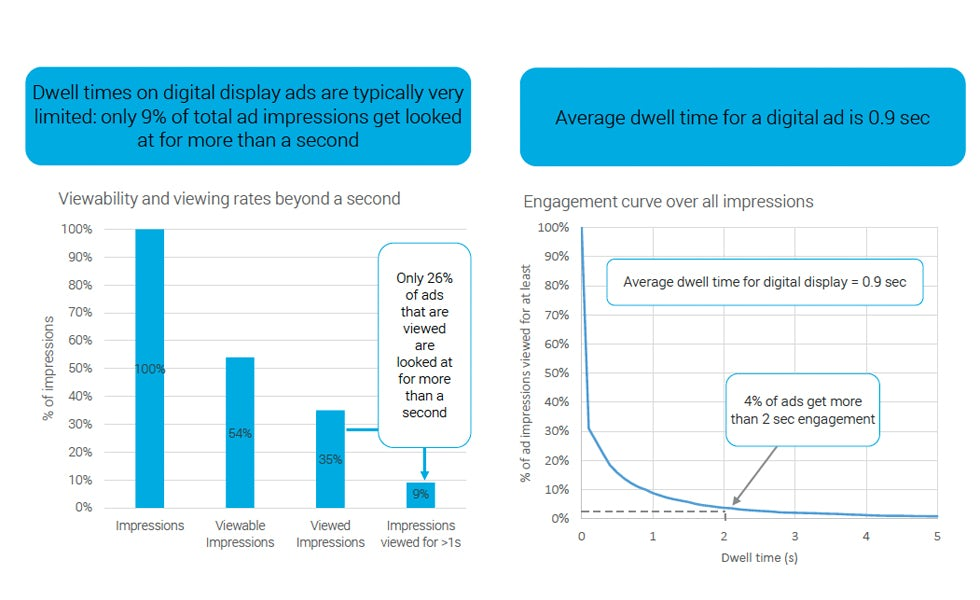 Dwell times on digital display ads are typically very
limited: only 9% of total ad impressions get looked
at for more than a second
Average dwell time for a digital ad is 0.9 sec
Viewability and viewing rates beyond a second
% of impressions
100%
90%
80%
70%
60%
50%
40%
30%
20%
10%
0%
100%
54%
35%
9%
Only 26%
of ads
that are
viewed
are
looked at
for more
than a
second
Impressions
Viewable
Impressions
Viewed
Impressions
Impressions
viewed for >1s
Engagement curve over all impressions
% of ad impressions viewed for at least
100%
90%
80%
70%
60%
50%
40%
30%
20%
10%
0%
Average dwell time for digital display = 0.9 sec
4% of ads get more
than 2 sec engagement
0 1 2 3 4 5
Dwell time (s)